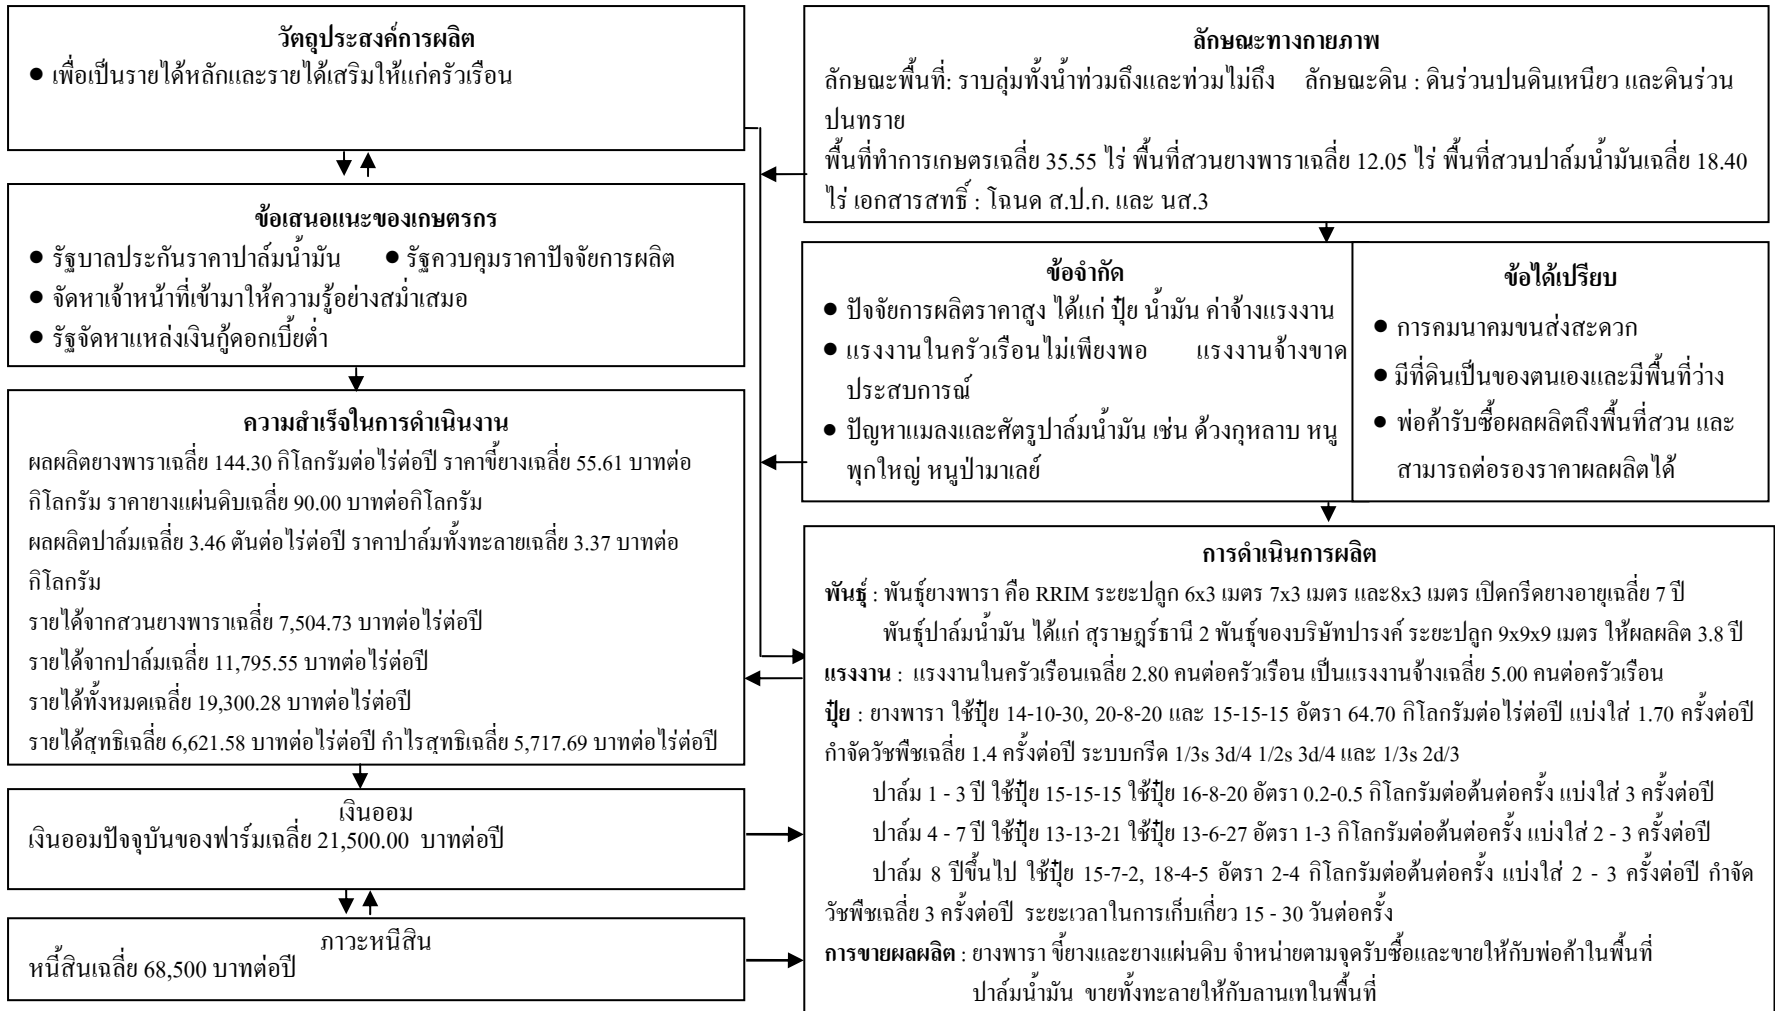 วัตถุประสงค์การผลิต
● เพื่อเป็นรายได้หลักและรายได้เสริมให้แก่ครัวเรือน
ข้อเสนอแนะของเกษตรกร
● รัฐบาลประกันราคาปาล์มน้ำมัน ● รัฐควบคุมราคาปัจจัยการผลิต
● จัดหาเจ้าหน้าที่เข้ามาให้ความรู้อย่างสม่ำเสมอ
● รัฐจัดหาแหล่งเงินกู้ดอกเบี้ยต่ำ
ความสำเร็จในการดำเนินงาน
ผลผลิตยางพาราเฉลี่ย 144.30 กิโลกรัมต่อไร่ต่อปี ราคาขี้ยางเฉลี่ย 55.61 บาทต่อ
กิโลกรัม ราคายางแผ่นดิบเฉลี่ย 90.00 บาทต่อกิโลกรัม
ผลผลิตปาล์มเฉลี่ย 3.46 ตันต่อไร่ต่อปี ราคาปาล์มทั้งทะลายเฉลี่ย 3.37 บาทต่อ
กิโลกรัม
รายได้จากสวนยางพาราเฉลี่ย 7,504.73 บาทต่อไร่ต่อปี
รายได้จากปาล์มเฉลี่ย 11,795.55 บาทต่อไร่ต่อปี
รายได้ทั้งหมดเฉลี่ย 19,300.28 บาทต่อไร่ต่อปี
รายได้สุทธิเฉลี่ย 6,621.58 บาทต่อไร่ต่อปี กำไรสุทธิเฉลี่ย 5,717.69 บาทต่อไร่ต่อปี
เงินออม
เงินออมปัจจุบันของฟาร์มเฉลี่ย 21,500.00 บาทต่อปี
ภาวะหนี้สิน
หนี้สินเฉลี่ย 68,500 บาทต่อปี
ลักษณะทางกายภาพ
ลักษณะพื้นที่: ราบลุ่มทั้งน้ำท่วมถึงและท่วมไม่ถึง ลักษณะดิน : ดินร่วนปนดินเหนียว และดินร่วน
ปนทราย
พื้นที่ทำการเกษตรเฉลี่ย 35.55 ไร่ พื้นที่สวนยางพาราเฉลี่ย 12.05 ไร่ พื้นที่สวนปาล์มน้ำมันเฉลี่ย 18.40
ไร่ เอกสารสทธิ์ : โฉนด ส.ป.ก. และ นส.3
ข้อจำกัด
● ปัจจัยการผลิตราคาสูง ได้แก่ ปุ๋ย น้ำมัน ค่าจ้างแรงงาน
● แรงงานในครัวเรือนไม่เพียงพอ แรงงานจ้างขาด
ประสบการณ์
● ปัญหาแมลงและศัตรูปาล์มน้ำมัน เช่น ด้วงกุหลาบ หนู
พุกใหญ่ หนูป่ามาเลย์
ข้อได้เปรียบ
● การคมนาคมขนส่งสะดวก
● มีที่ดินเป็นของตนเองและมีพื้นที่ว่าง
● พ่อค้ารับซื้อผลผลิตถึงพื้นที่สวน และ
สามารถต่อรองราคาผลผลิตได้
การดำเนินการผลิต
พันธุ์ : พันธุ์ยางพารา คือ RRIM ระยะปลูก 6x3 เมตร 7x3 เมตร และ8x3 เมตร เปิดกรีดยางอายุเฉลี่ย 7 ปี
พันธุ์ปาล์มน้ำมัน ได้แก่ สุราษฎร์ธานี 2 พันธุ์ของบริษัทปารงค์ ระยะปลูก 9x9x9 เมตร ให้ผลผลิต 3.8 ปี
แรงงาน : แรงงานในครัวเรือนเฉลี่ย 2.80 คนต่อครัวเรือน เป็นแรงงานจ้างเฉลี่ย 5.00 คนต่อครัวเรือน
ปุ๋ย : ยางพารา ใช้ปุ๋ย 14-10-30, 20-8-20 และ 15-15-15 อัตรา 64.70 กิโลกรัมต่อไร่ต่อปี แบ่งใส่ 1.70 ครั้งต่อปี
กำจัดวัชพืชเฉลี่ย 1.4 ครั้งต่อปี ระบบกรีด 1/3s 3d/4 1/2s 3d/4 และ 1/3s 2d/3
ปาล์ม 1 - 3 ปี ใช้ปุ๋ย 15-15-15 ใช้ปุ๋ย 16-8-20 อัตรา 0.2-0.5 กิโลกรัมต่อต้นต่อครั้ง แบ่งใส่ 3 ครั้งต่อปี
ปาล์ม 4 - 7 ปี ใช้ปุ๋ย 13-13-21 ใช้ปุ๋ย 13-6-27 อัตรา 1-3 กิโลกรัมต่อต้นต่อครั้ง แบ่งใส่ 2 - 3 ครั้งต่อปี
ปาล์ม 8 ปีขึ้นไป ใช้ปุ๋ย 15-7-2, 18-4-5 อัตรา 2-4 กิโลกรัมต่อต้นต่อครั้ง แบ่งใส่ 2 - 3 ครั้งต่อปี กำจัด
วัชพืชเฉลี่ย 3 ครั้งต่อปี ระยะเวลาในการเก็บเกี่ยว 15 - 30 วันต่อครั้ง
การขายผลผลิต : ยางพารา ขี้ยางและยางแผ่นดิบ จำหน่ายตามจุดรับซื้อและขายให้กับพ่อค้าในพื้นที่
ปาล์มน้ำมัน ขายทั้งทะลายให้กับลานเทในพื้นที่